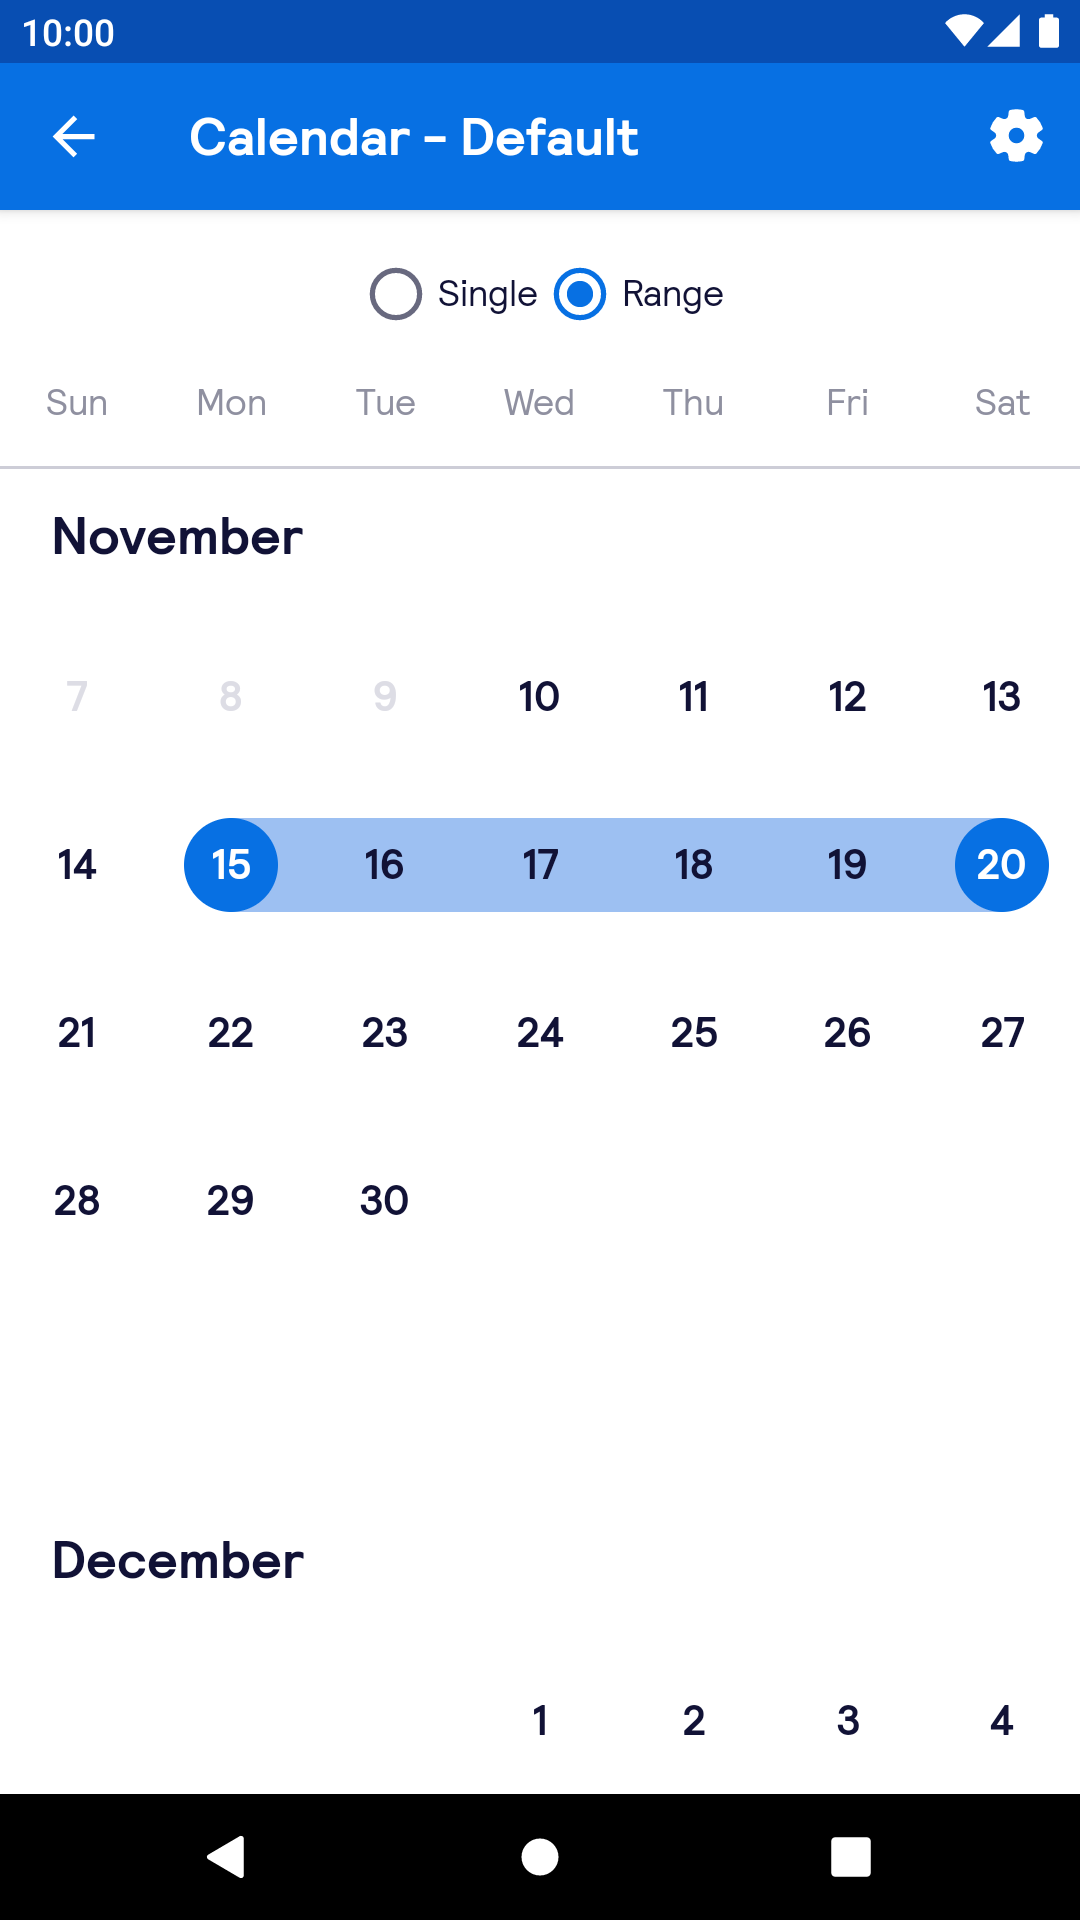 10:00
Calendar - Default
Single Range
Sun Mon Tue Wed Thu Fri Sat
November
7 8 9 10 11 12 13
14 15 16 17 18 19 20
21 22 23 24 25 26 27
28 29 30
December
1 2 3 4